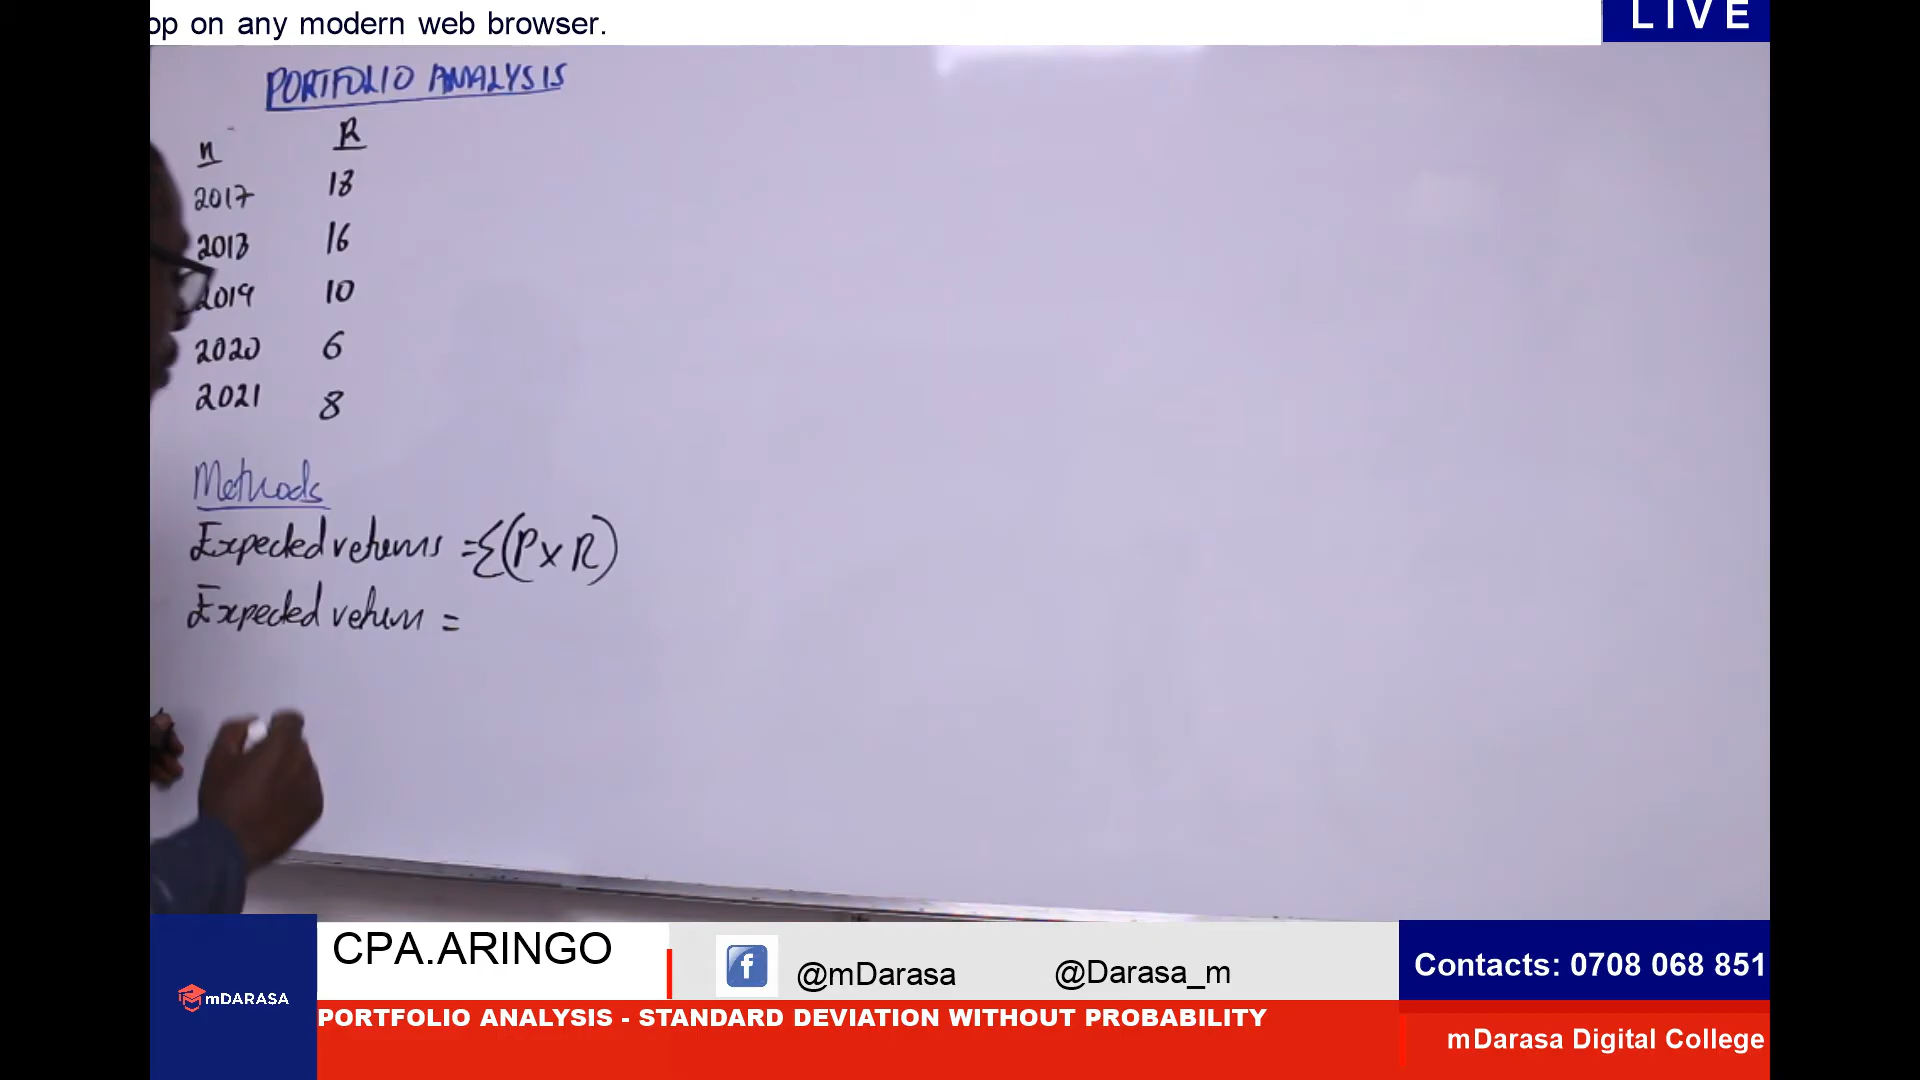 pp on any modern web browser.
LIVE
PORTFOLIO ANALYSIS
n R
2017 18
2018 16
2019 10
2020 6
2021 8
Methods
Expected returns = Σ(P x R)
Expected return =
CPA.ARINGO
f @mDarasa @Darasa_m
Contacts: 0708 068 851
mDARASA
PORTFOLIO ANALYSIS - STANDARD DEVIATION WITHOUT PROBABILITY
mDarasa Digital College